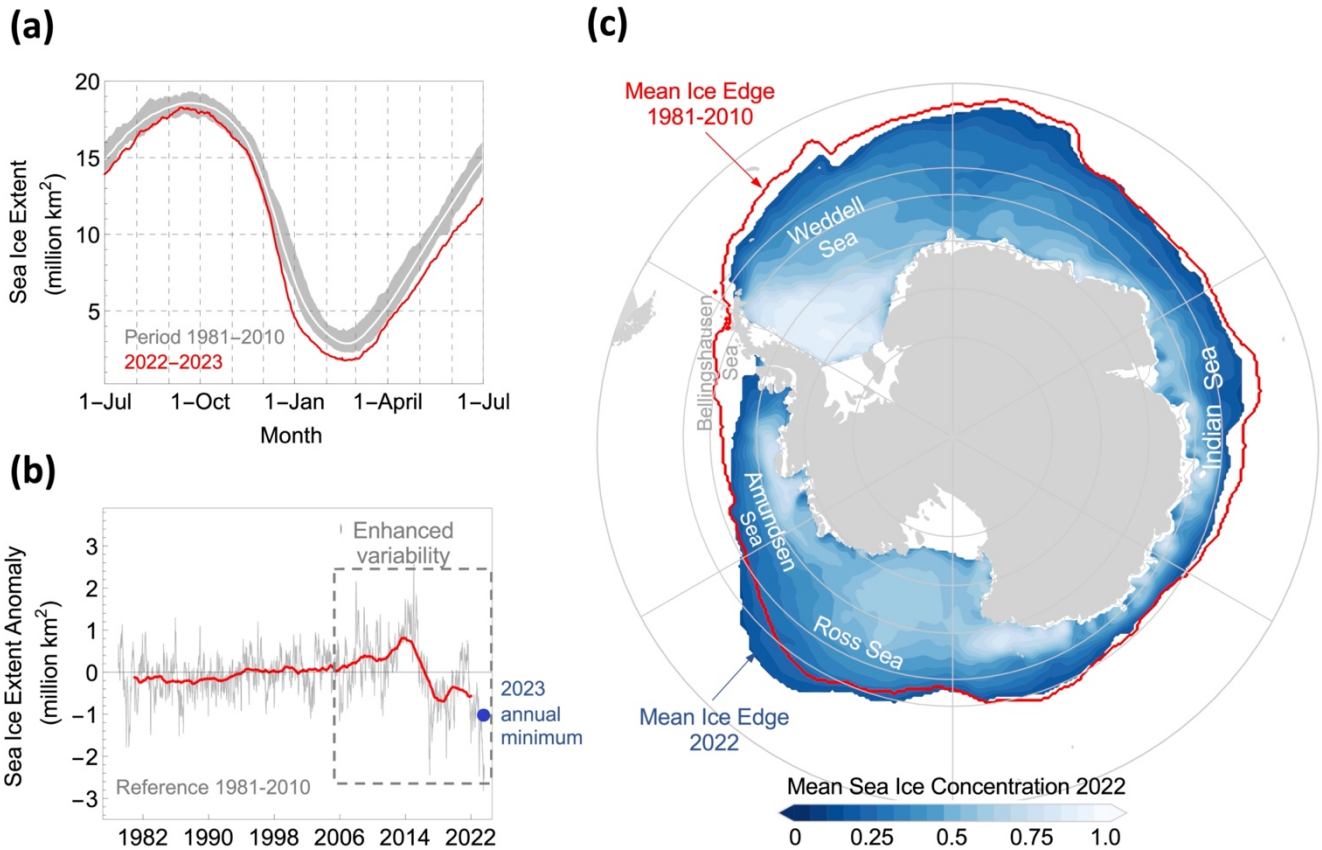 (a)
20
15
10
5
Sea Ice Extent
(million km²)
Period 1981–2010
2022–2023
1-Jul
1-Oct
1-Jan
1-April
1-Jul
Month
(b)
3
2
1
0
−1
−2
−3
Sea Ice Extent Anomaly
(million km²)
Enhanced
variability
2023
annual
minimum
Reference 1981-2010
1982
1990
1998
2006
2014
2022
(c)
Mean Ice Edge
1981-2010
Weddell
Sea
Bellingshausen
Sea
Indian Sea
Amundsen
Sea
Ross Sea
Mean Ice Edge
2022
Mean Sea Ice Concentration 2022
0
0.25
0.5
0.75
1.0